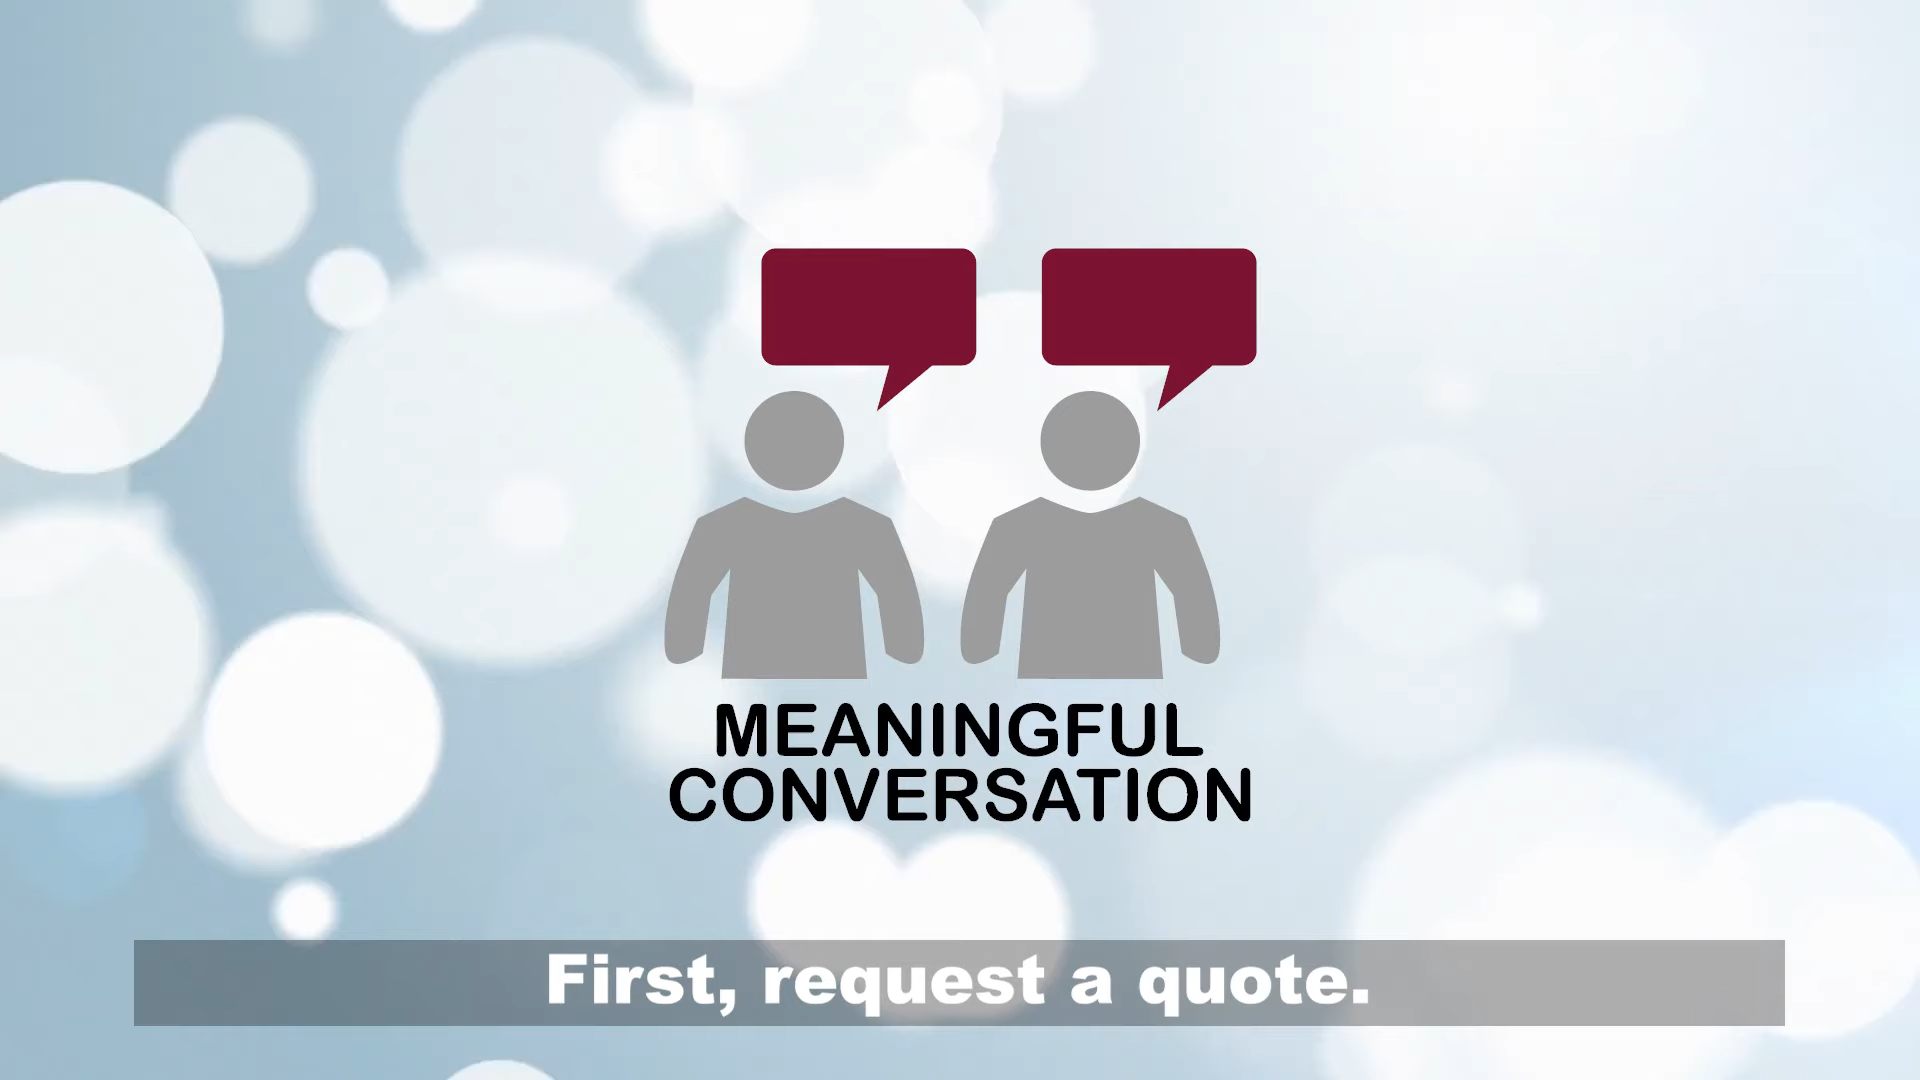 MEANINGFUL
CONVERSATION
First, request a quote.